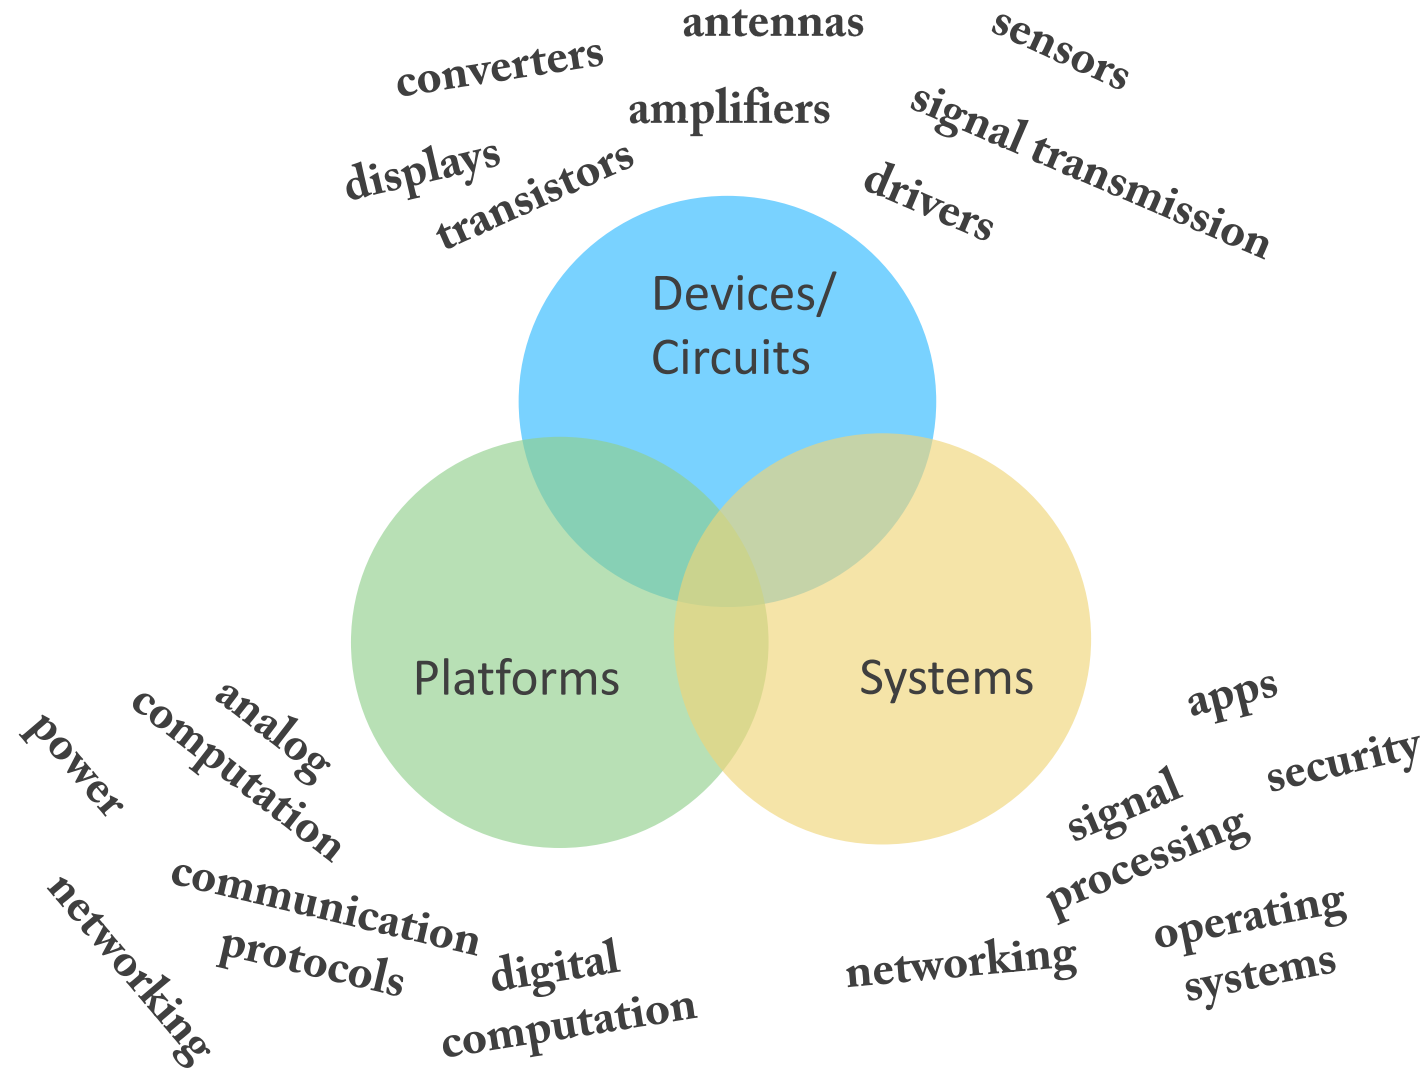 antennas
sensors
converters
amplifiers
signal transmission
displays
transistors
drivers
Devices/
Circuits
Platforms
Systems
analog
computation
power
communication
protocols
networking
digital
computation
apps
security
signal
processing
operating
systems
networking